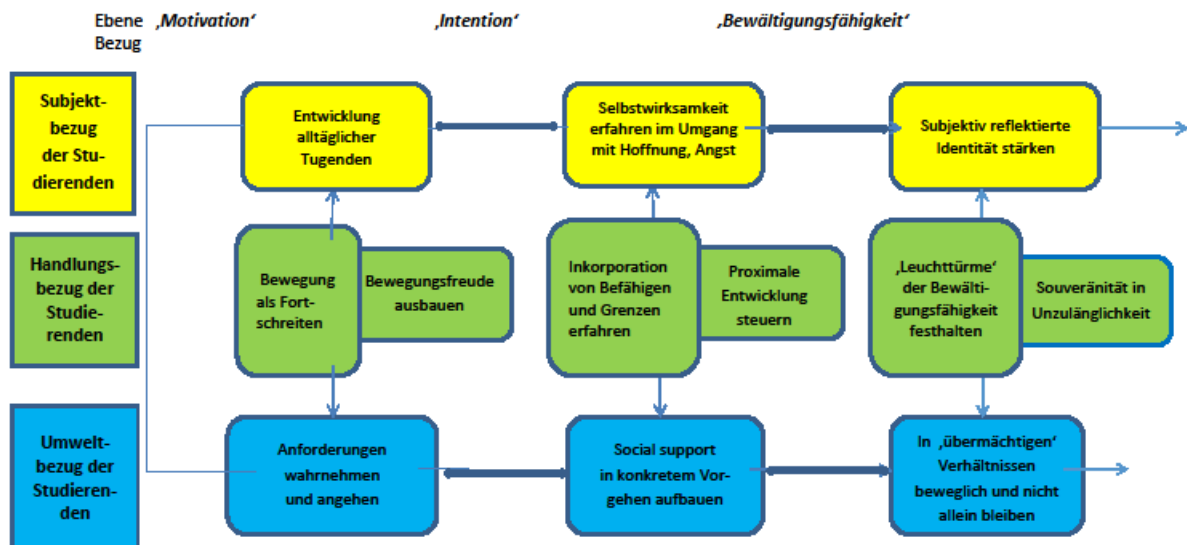 Ebene ‚Motivation‘ ‚Intention‘ ‚Bewältigungsfähigkeit‘
Bezug
Subjekt-
bezug
der Stu-
dierenden
Entwicklung
alltäglicher
Tugenden
Selbstwirksamkeit
erfahren im Umgang
mit Hoffnung, Angst
Subjektiv reflektierte
Identität stärken
Handlungs-
bezug der
Studie-
renden
Bewegung
als Fort-
schreiten
Bewegungsfreude
ausbauen
Inkorporation
von Befähigen
und Grenzen
erfahren
Proximale
Entwicklung
steuern
‚Leuchttürme‘
der Bewälti-
gungsfähigkeit
festhalten
Souveränität in
Unzulänglichkeit
Umwelt-
bezug der
Studieren-
den
Anforderungen
wahrnehmen
und angehen
Social support
in konkretem Vor-
gehen aufbauen
In ‚übermächtigen‘
Verhältnissen
beweglich und nicht
allein bleiben